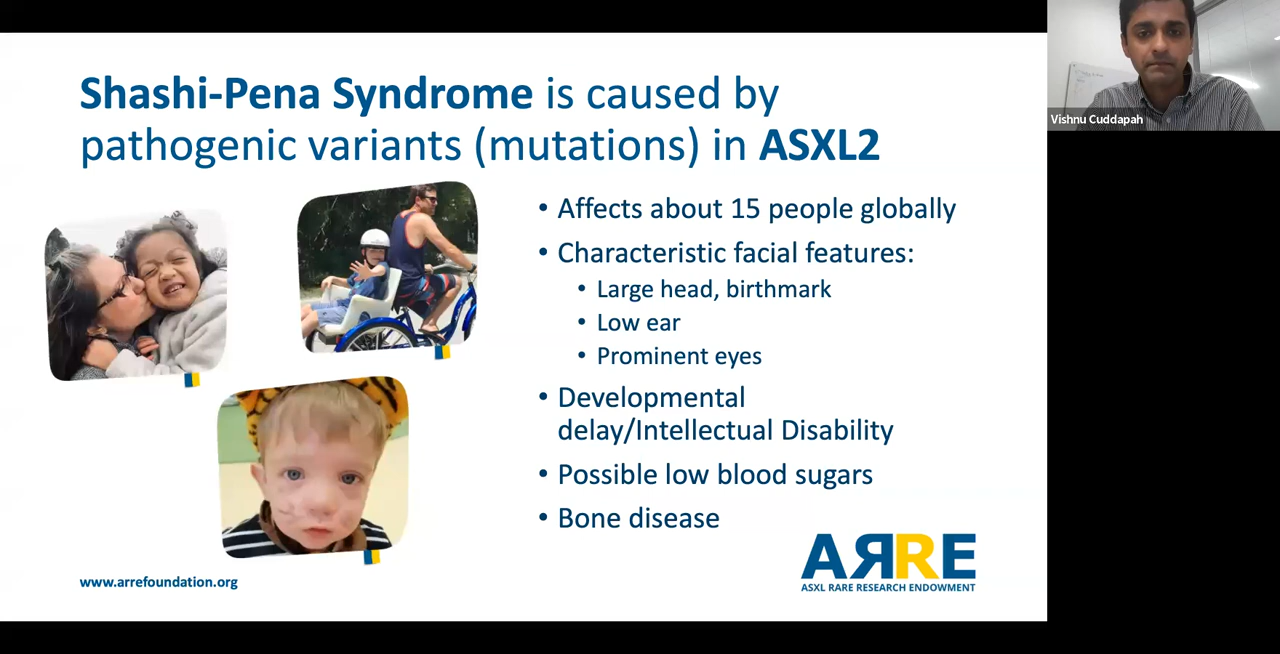 Shashi-Pena Syndrome is caused by
pathogenic variants (mutations) in ASXL2
• Affects about 15 people globally
• Characteristic facial features:
• Large head, birthmark
• Low ear
• Prominent eyes
• Developmental
delay/Intellectual Disability
• Possible low blood sugars
• Bone disease
www.arrefoundation.org
ARRE
ASXL RARE RESEARCH ENDOWMENT
Vishnu Cuddapah